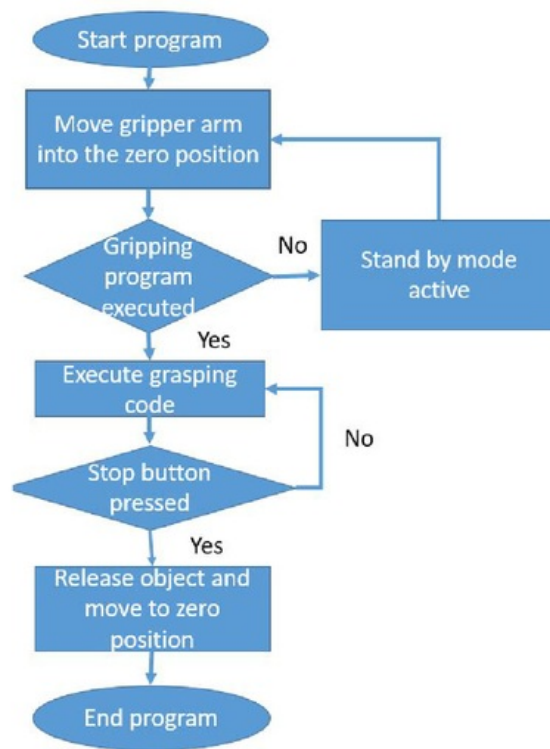 Start program
Move gripper arm
into the zero position
Gripping
program
executed
No
Stand by mode
active
Yes
Execute grasping
code
No
Stop button
pressed
Yes
Release object and
move to zero
position
End program